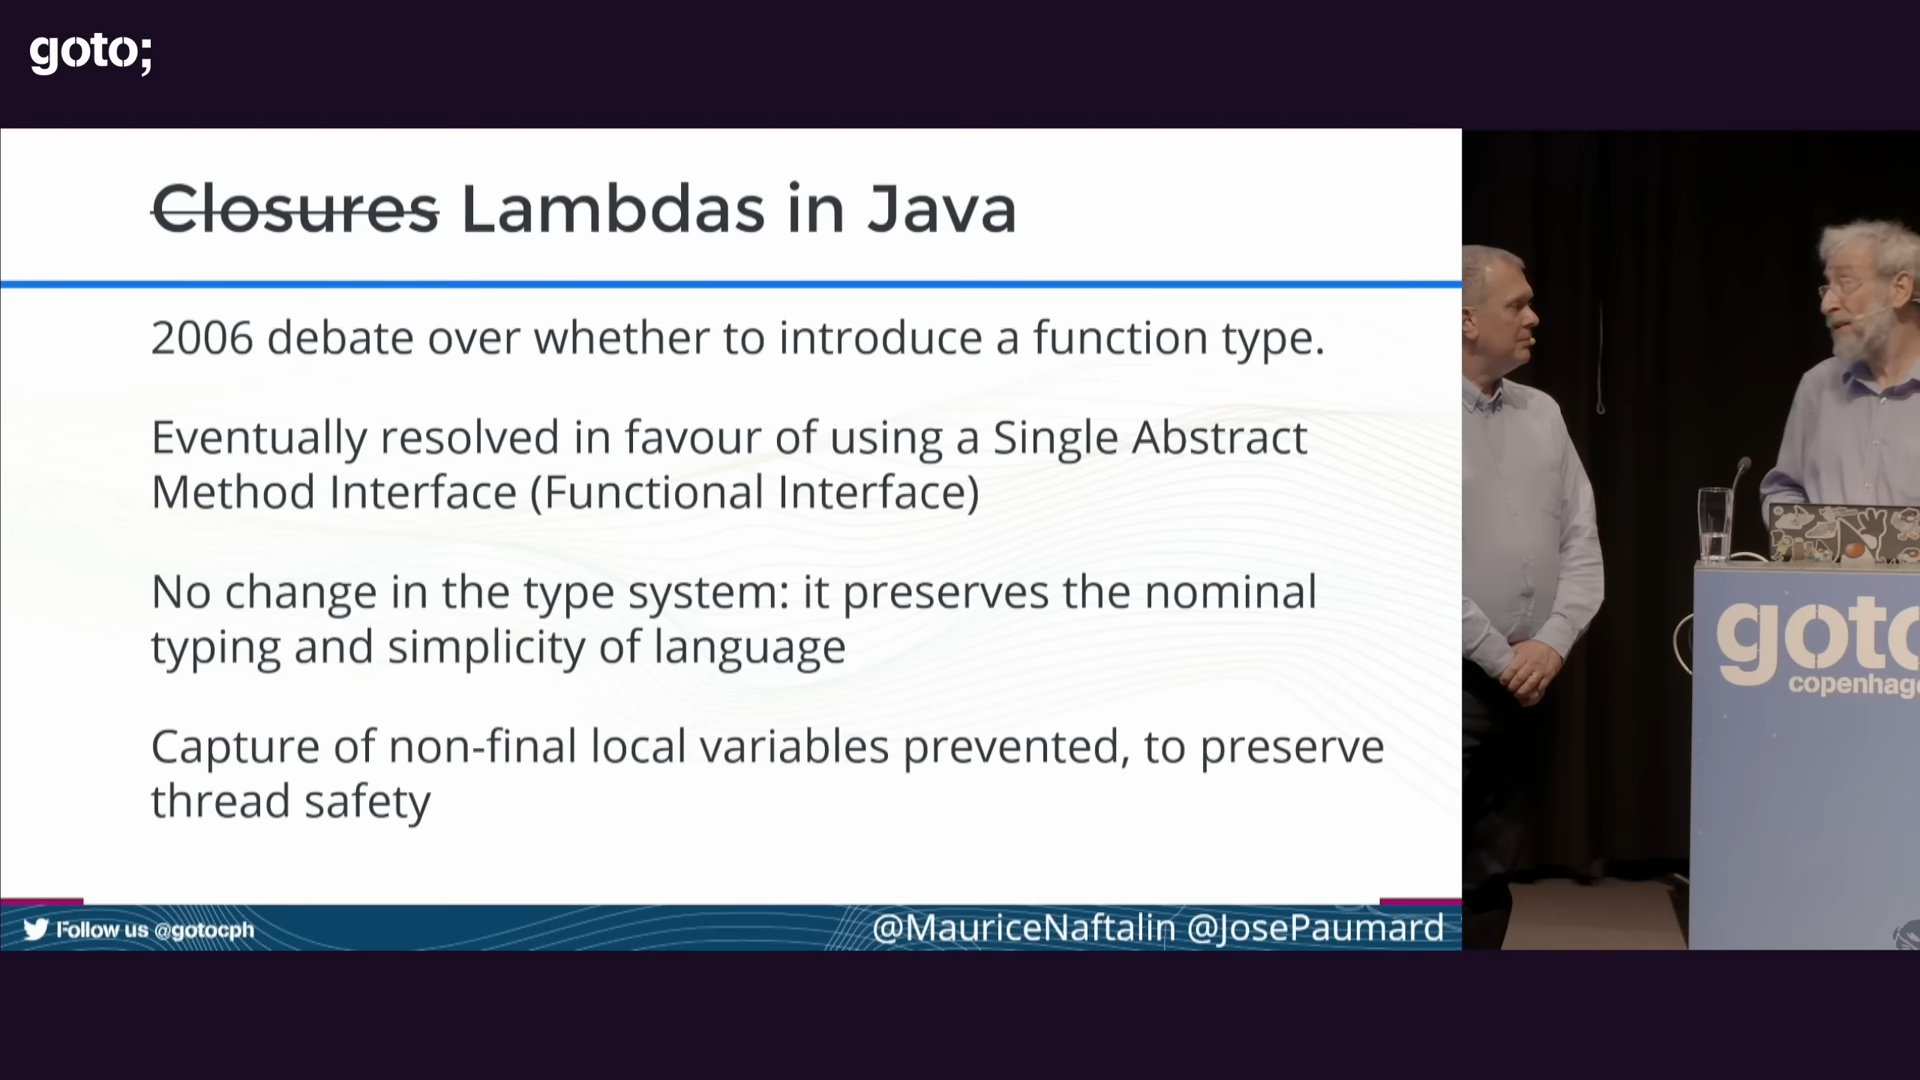 goto;
Closures Lambdas in Java
2006 debate over whether to introduce a function type.
Eventually resolved in favour of using a Single Abstract
Method Interface (Functional Interface)
No change in the type system: it preserves the nominal
typing and simplicity of language
Capture of non-final local variables prevented, to preserve
thread safety
Follow us @gotocph
@MauriceNaftalin @JosePaumard
goto
copenhag